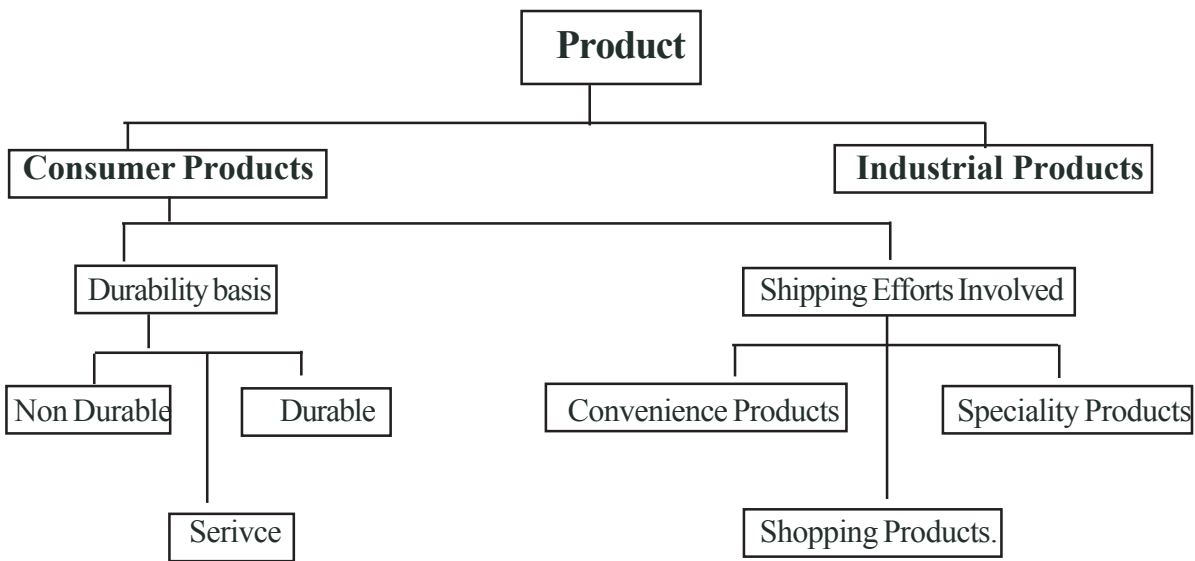 Product
Consumer Products
Industrial Products
Durability basis
Shipping Efforts Involved
Non Durable
Durable
Convenience Products
Speciality Products
Serivce
Shopping Products.